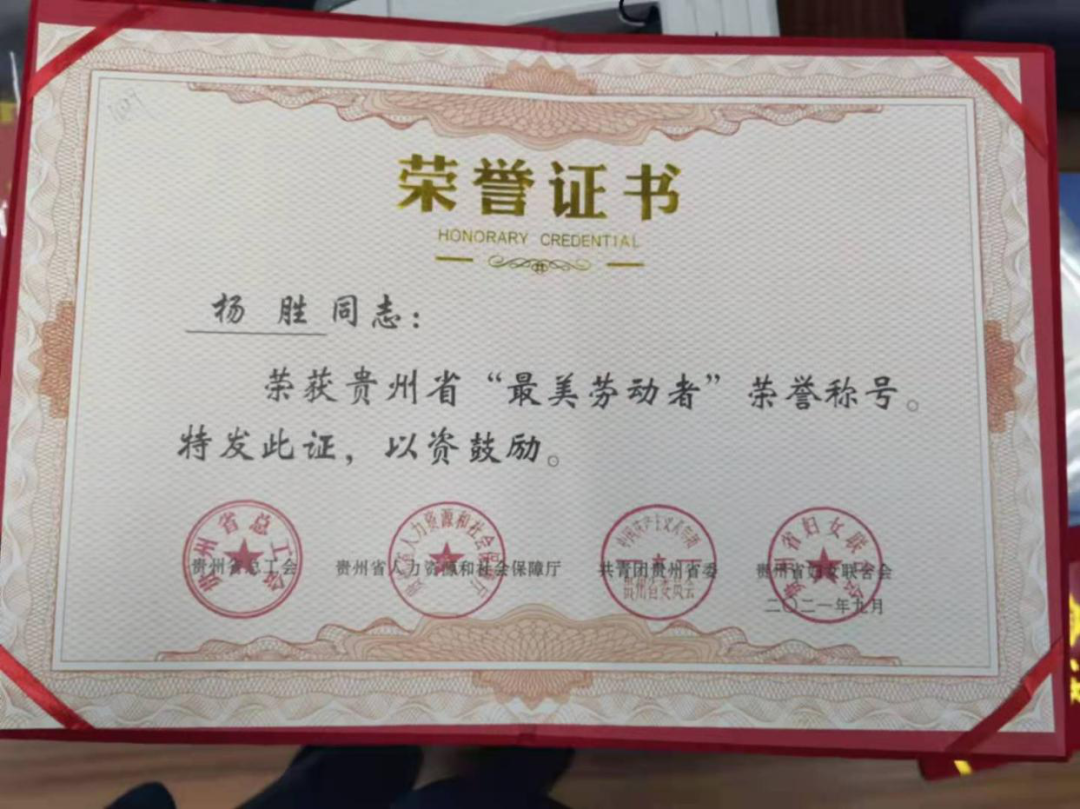 荣誉证书
HONORARY CREDENTIAL
杨 胜 同志：
荣获贵州省“最美劳动者”荣誉称号。
特发此证，以资鼓励。
贵州省总工会
贵州省人力资源和社会保障厅
共青团贵州省委
贵州省妇女联合会
二〇二一年九月